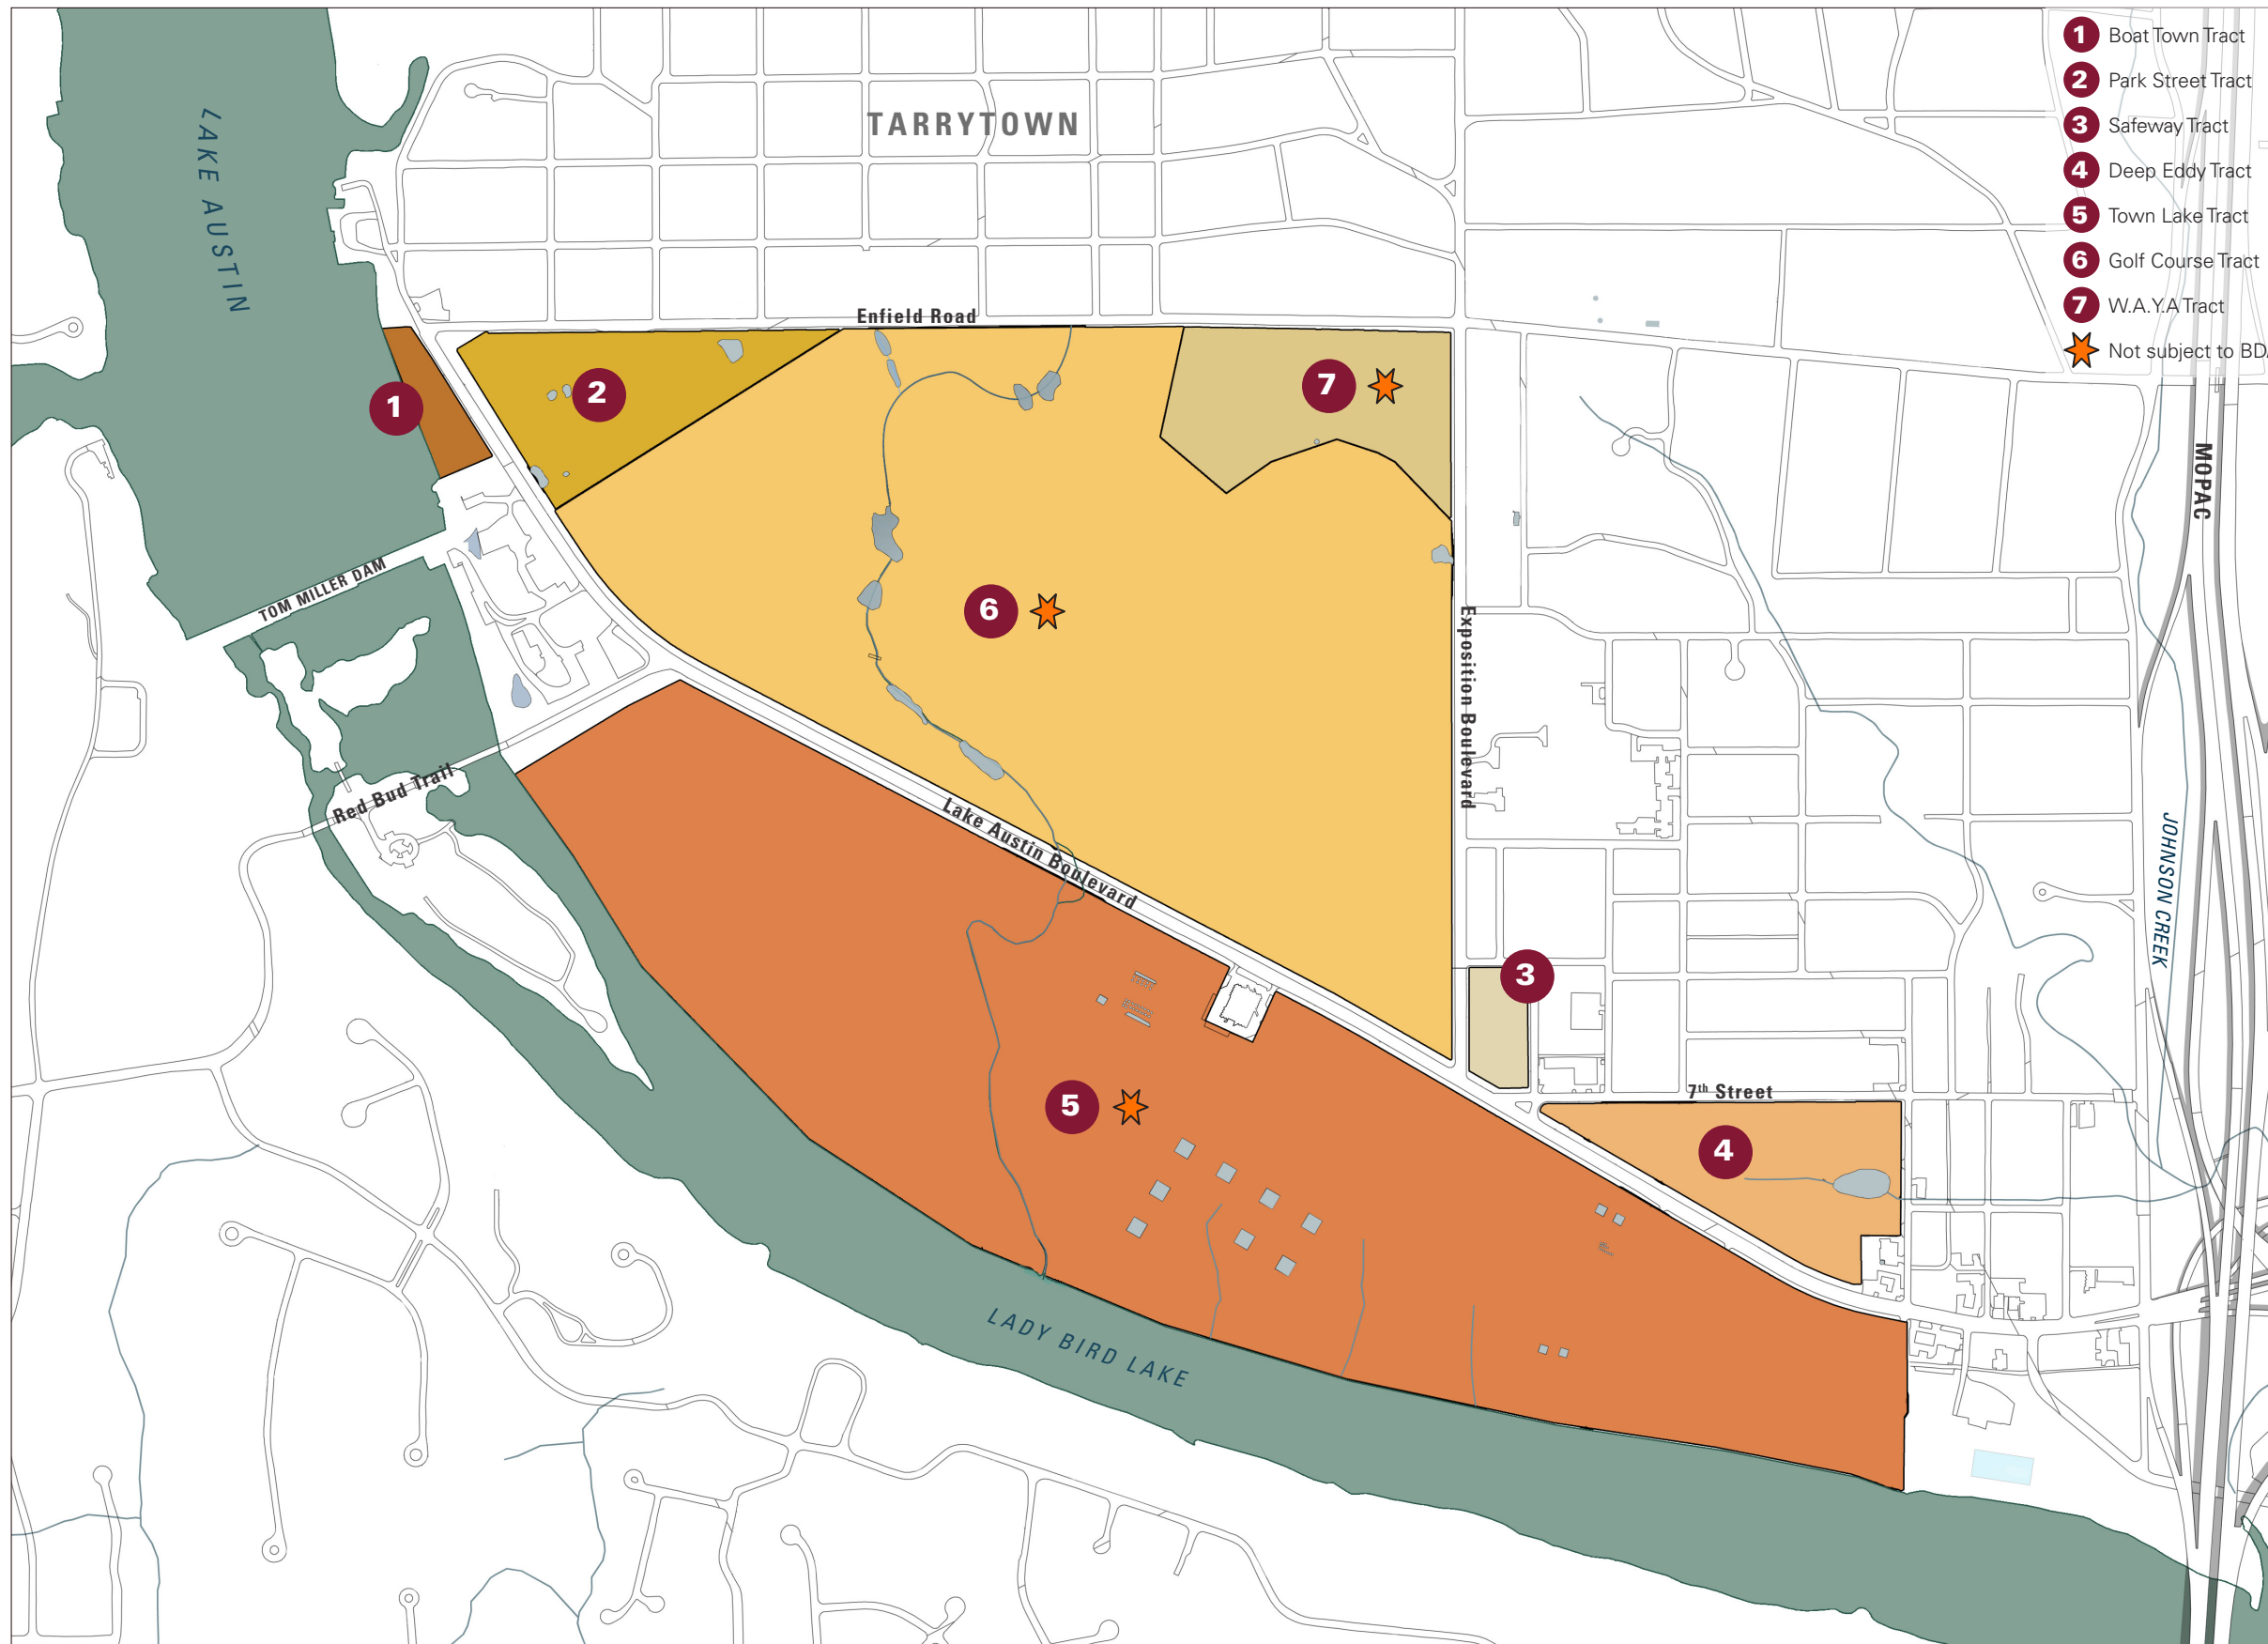 1 Boat Town Tract
2 Park Street Tract
3 Safeway Tract
4 Deep Eddy Tract
5 Town Lake Tract
6 Golf Course Tract
7 W.A.Y.A Tract
Not subject to BD
TARRYTOWN
LAKE AUSTIN
Enfield Road
1
2
7
MOPAC
TOM MILLER DAM
6
Exposition Boulevard
Red Bud Trail
Lake Austin Boulevard
JOHNSON CREEK
3
5
7th Street
4
LADY BIRD LAKE